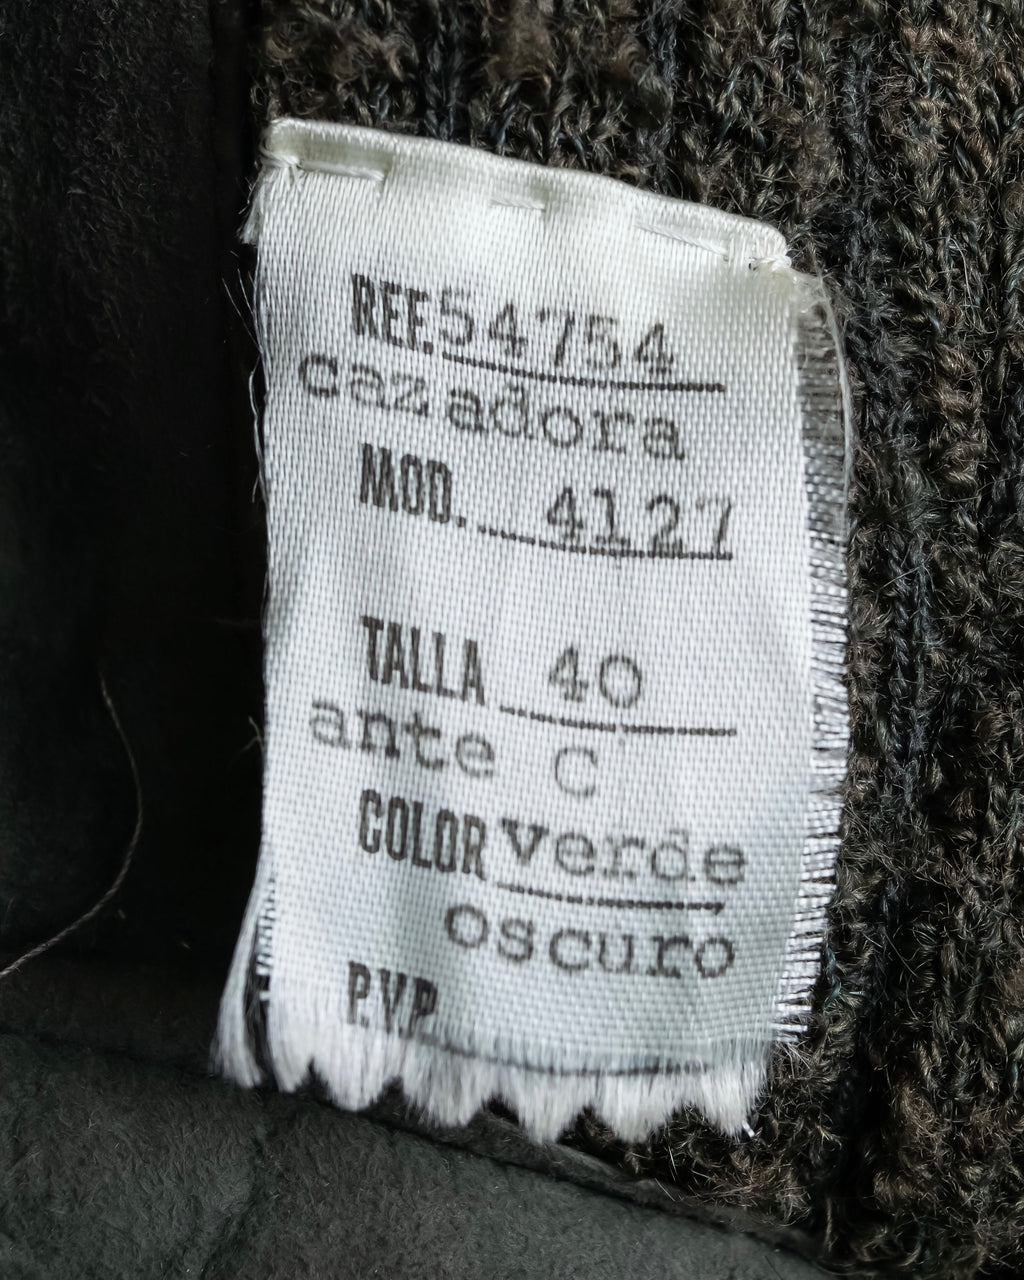 REF. 54754
cazadora
MOD. 4127
TALLA 40
ante C
COLOR verde
oscuro
P.V.P.